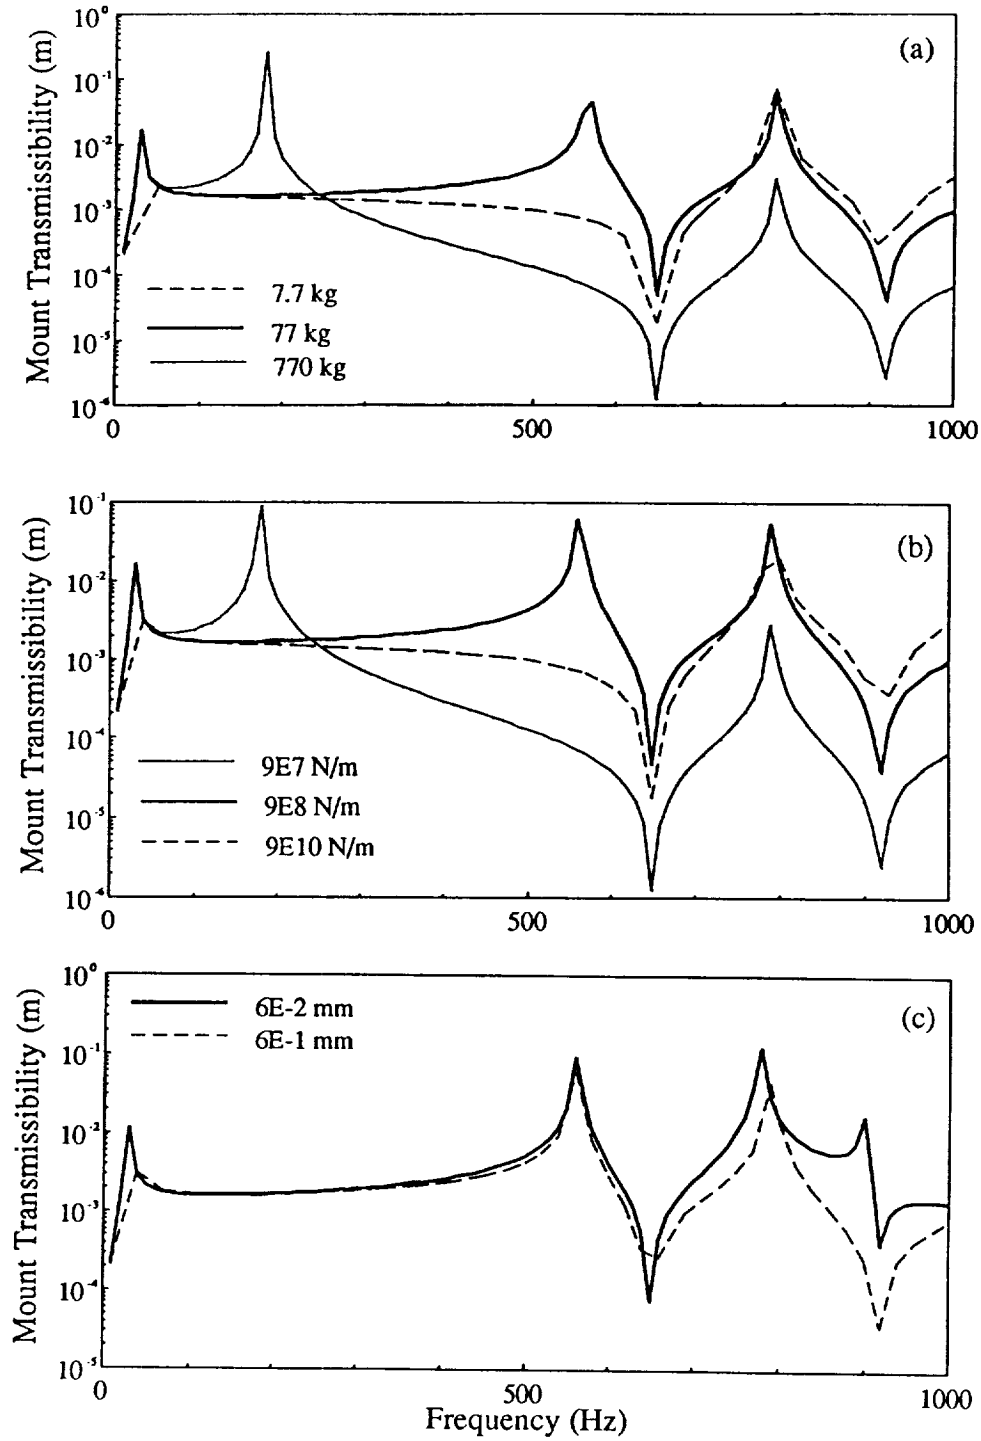 10⁰
10⁻¹
10⁻²
10⁻³
10⁻⁴
10⁻⁵
10⁻⁶
Mount Transmissibility (m)
(a)
7.7 kg
77 kg
770 kg
0
500
1000
10⁻¹
10⁻²
10⁻³
10⁻⁴
10⁻⁵
10⁻⁶
Mount Transmissibility (m)
(b)
9E7 N/m
9E8 N/m
9E10 N/m
0
500
1000
10⁰
10⁻¹
10⁻²
10⁻³
10⁻⁴
10⁻⁵
Mount Transmissibility (m)
(c)
6E-2 mm
6E-1 mm
0
500
1000
Frequency (Hz)